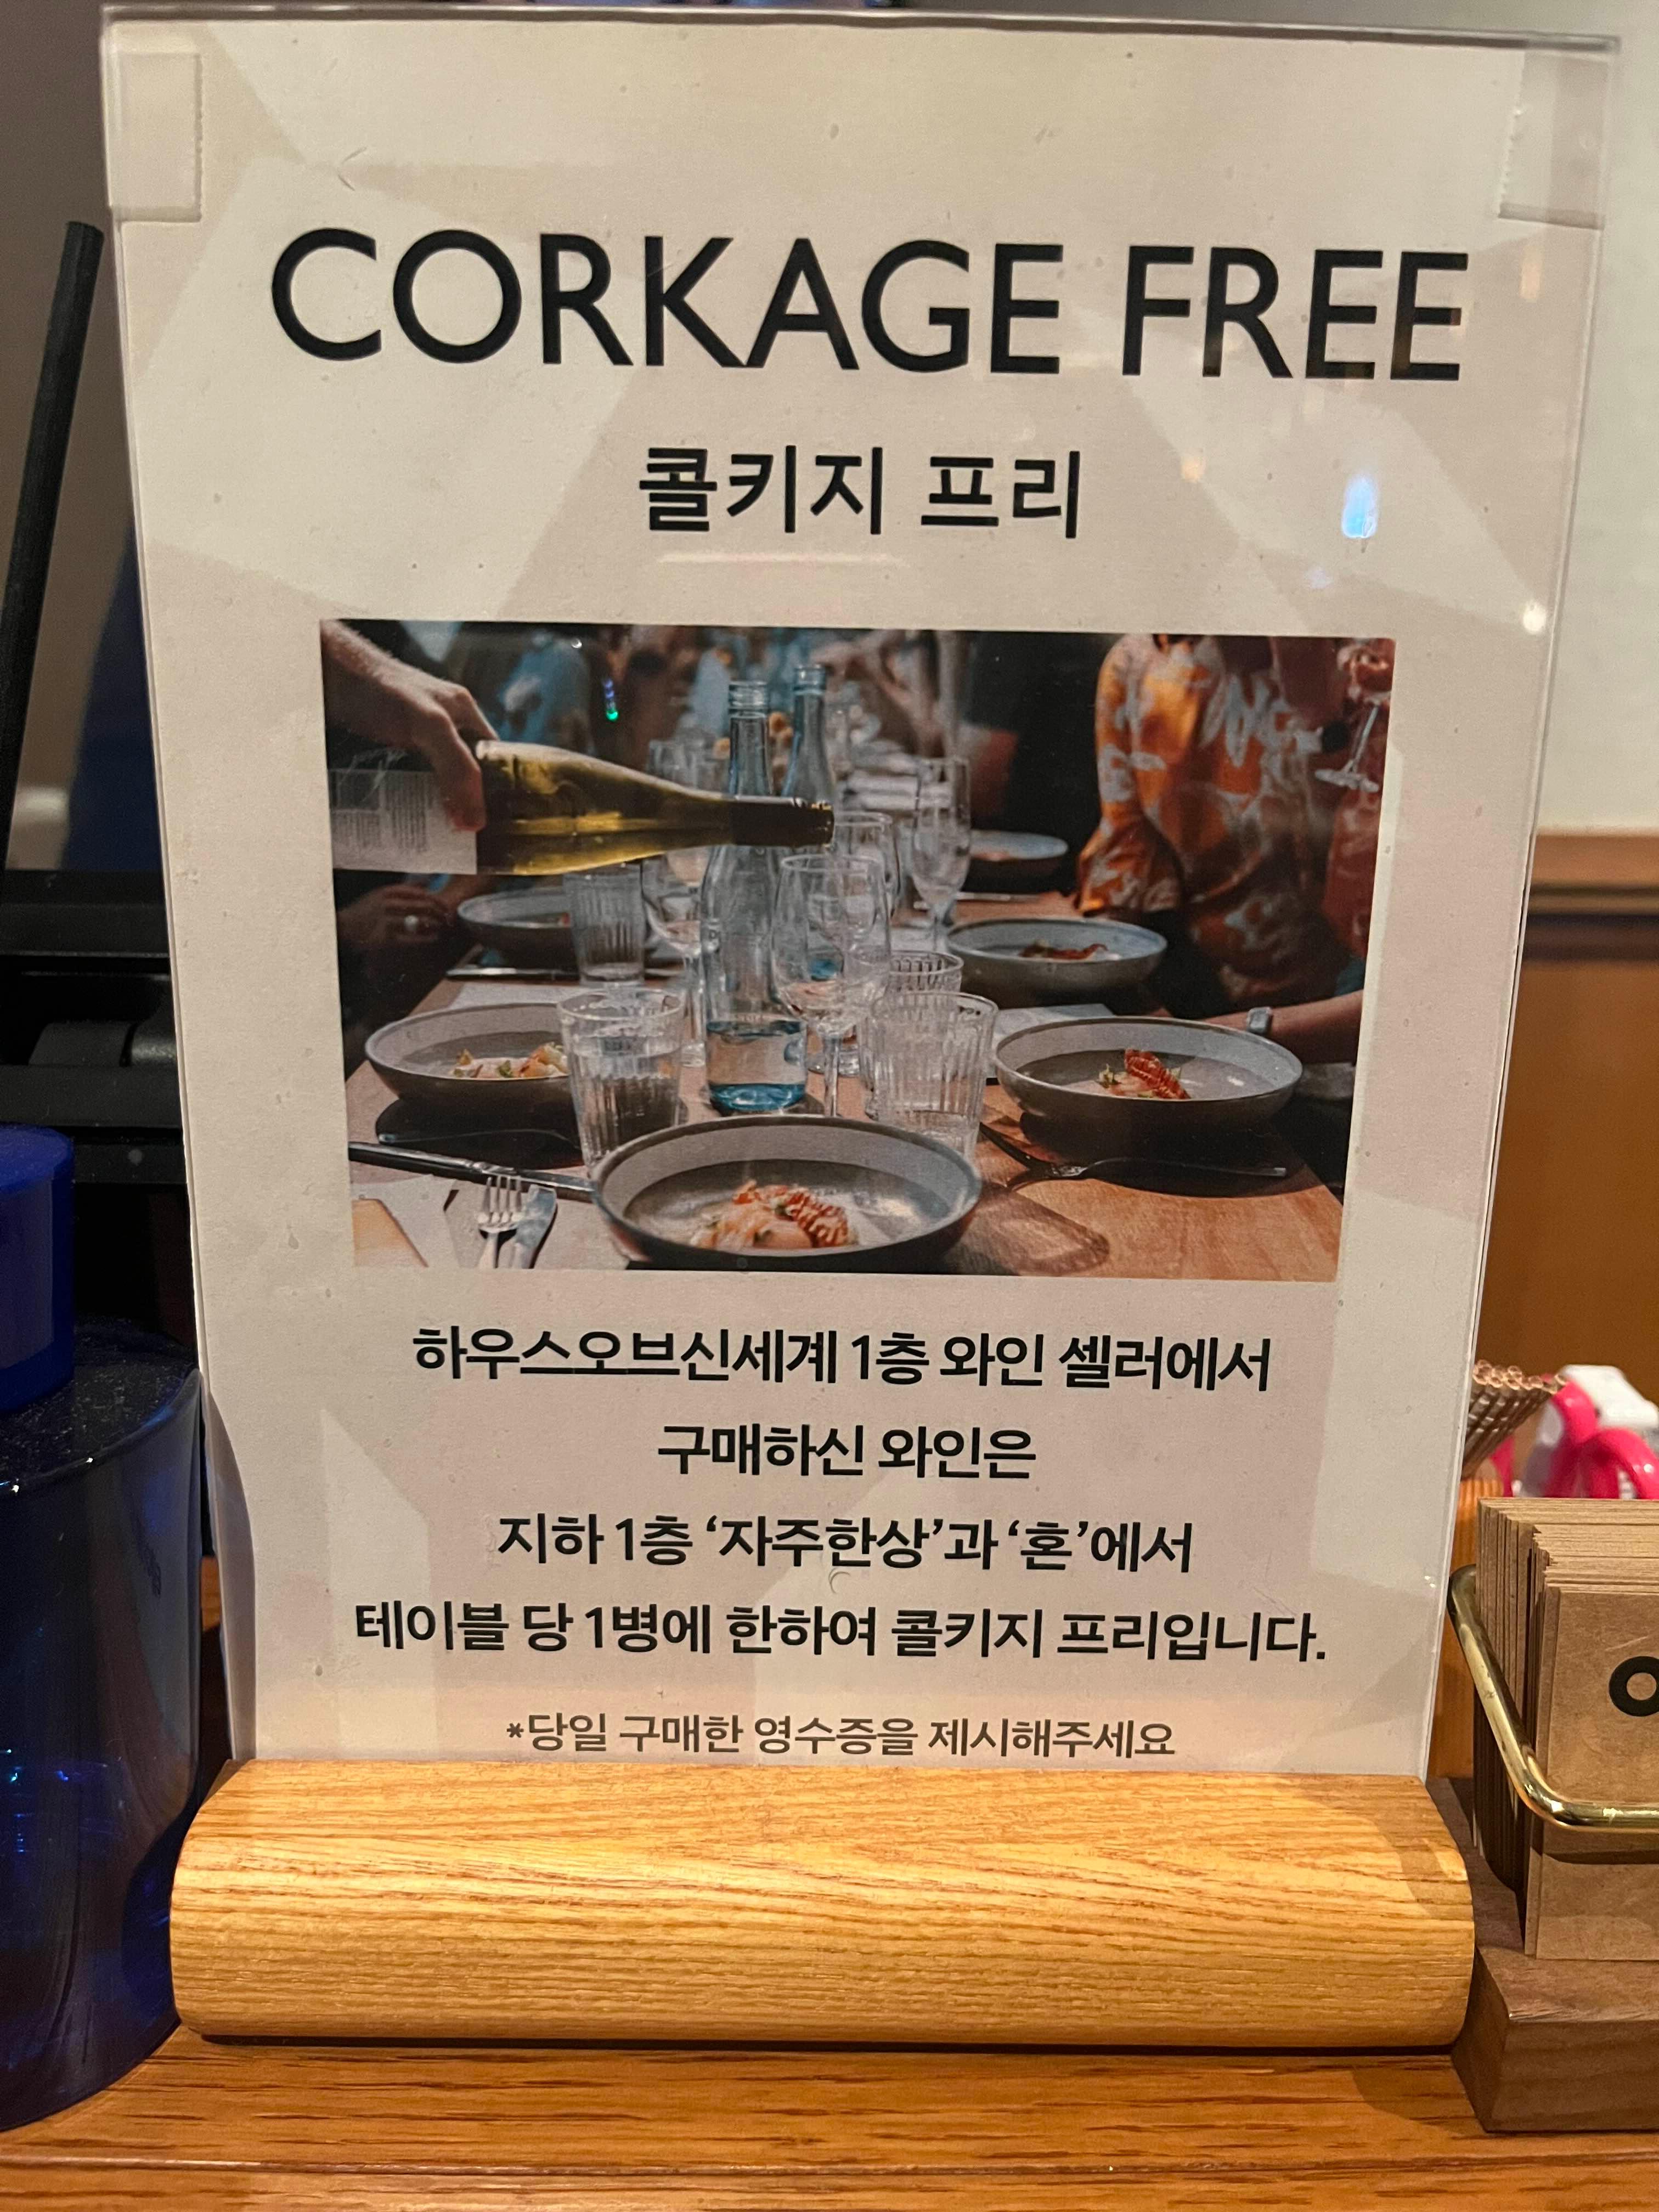 CORKAGE FREE
콜키지 프리
하우스오브신세계 1층 와인 셀러에서
구매하신 와인은
지하 1층 ‘자주한상’과 ‘혼’에서
테이블 당 1병에 한하여 콜키지 프리입니다.
*당일 구매한 영수증을 제시해주세요